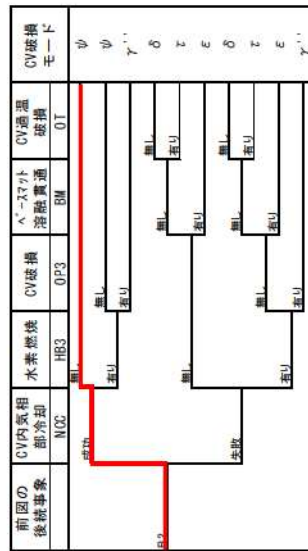 前図の
後続事象
CV内気相
部冷却
NCC
水素燃焼
HB3
CV破損
OP3
ﾍﾞｰｽﾏｯﾄ
溶融貫通
BM
CV過温
破損
OT
CV破損
モード
成功
失敗
無し
有り
無し
有り
無し
有り
無し
有り
無し
有り
無し
有り
無し
有り
無し
有り
ψ
ψ
γ''
δ
τ
ε
δ
τ
ε
γ''